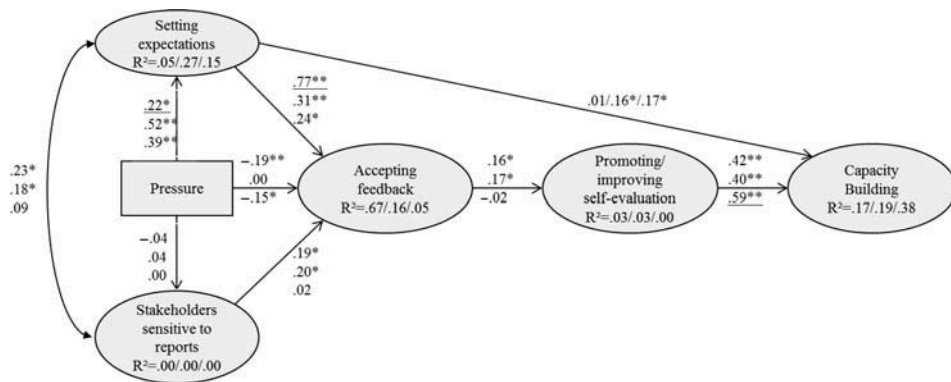 Setting
expectations
R²=.05/.27/.15
.77**
.31**
.24*
.01/.16*/.17*
.22*
.52**
.39**
.23*
.18*
.09
Pressure
−.19**
.00
−.15*
Accepting
feedback
R²=.67/.16/.05
.16*
.17*
−.02
Promoting/
improving
self-evaluation
R²=.03/.03/.00
.42**
.40**
.59**
Capacity
Building
R²=.17/.19/.38
−.04
.04
.00
.19*
.20*
.02
Stakeholders
sensitive to
reports
R²=.00/.00/.00